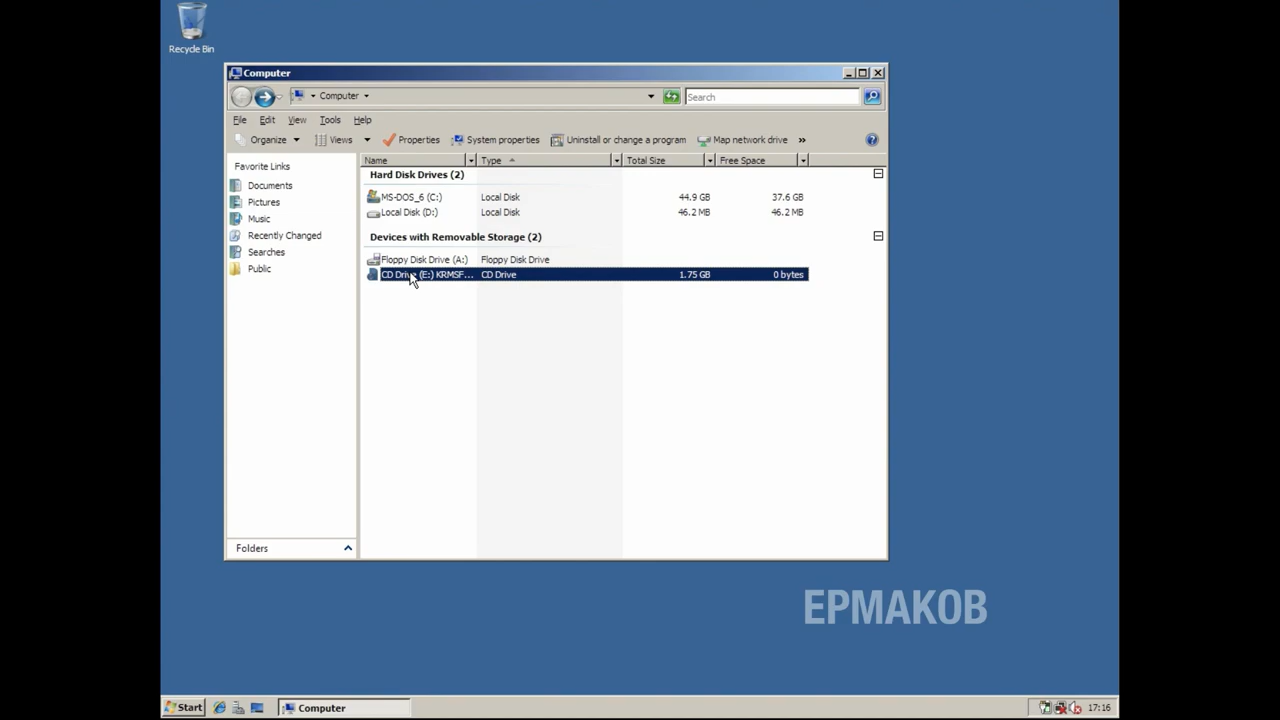 Recycle Bin
Computer
Computer
Search
File Edit View Tools Help
Organize Views Properties System properties Uninstall or change a program Map network drive »
Favorite Links
Documents
Pictures
Music
Recently Changed
Searches
Public
Folders
Name Type Total Size Free Space
Hard Disk Drives (2)
MS-DOS_6 (C:) Local Disk 44.9 GB 37.6 GB
Local Disk (D:) Local Disk 46.2 MB 46.2 MB
Devices with Removable Storage (2)
Floppy Disk Drive (A:) Floppy Disk Drive
CD Drive (E:) KRMSF... CD Drive 1.75 GB 0 bytes
ЕРМАКОВ
Start Computer 17:16